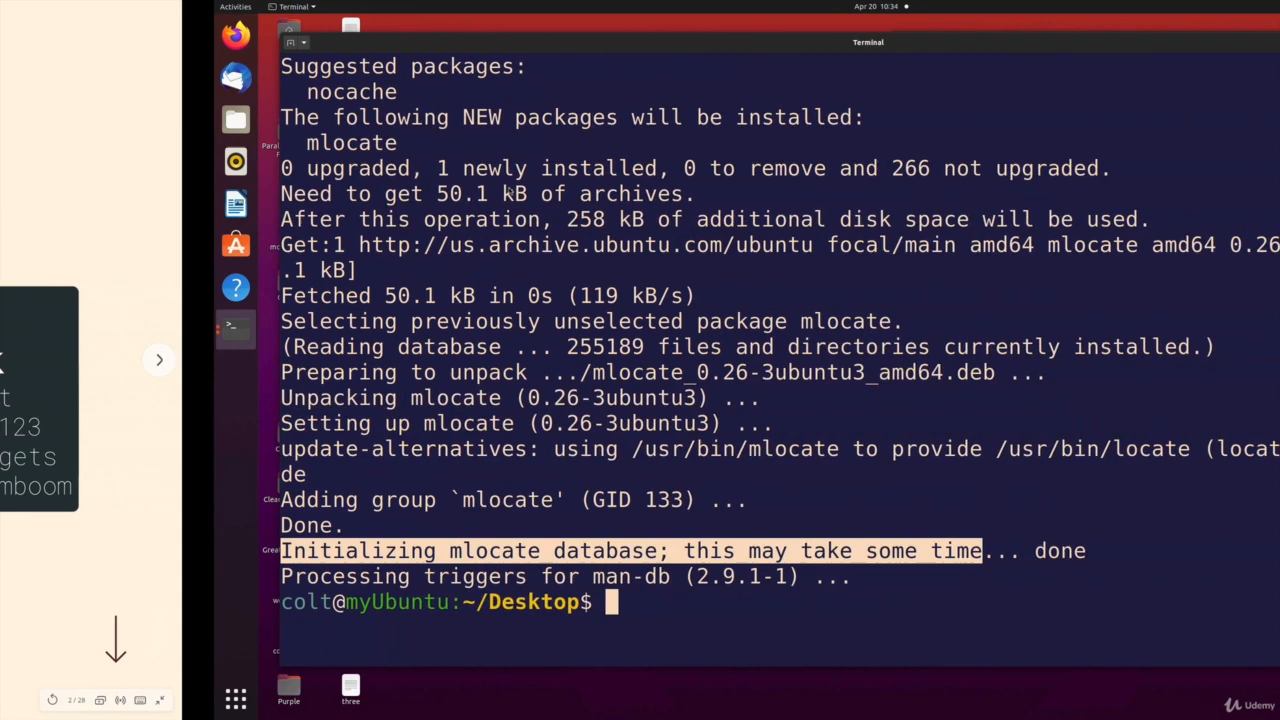 Activities
Terminal
Apr 20 10:34
Terminal
Suggested packages:
nocache
The following NEW packages will be installed:
mlocate
0 upgraded, 1 newly installed, 0 to remove and 266 not upgraded.
Need to get 50.1 kB of archives.
After this operation, 258 kB of additional disk space will be used.
Get:1 http://us.archive.ubuntu.com/ubuntu focal/main amd64 mlocate amd64 0.26
.1 kB]
Fetched 50.1 kB in 0s (119 kB/s)
Selecting previously unselected package mlocate.
(Reading database ... 255189 files and directories currently installed.)
Preparing to unpack .../mlocate_0.26-3ubuntu3_amd64.deb ...
Unpacking mlocate (0.26-3ubuntu3) ...
Setting up mlocate (0.26-3ubuntu3) ...
update-alternatives: using /usr/bin/mlocate to provide /usr/bin/locate (locat
de
Adding group `mlocate' (GID 133) ...
Done.
Initializing mlocate database; this may take some time... done
Processing triggers for man-db (2.9.1-1) ...
colt@myUbuntu:~/Desktop$
Purple
three
123
gets
mboom
2 / 28
Udemy